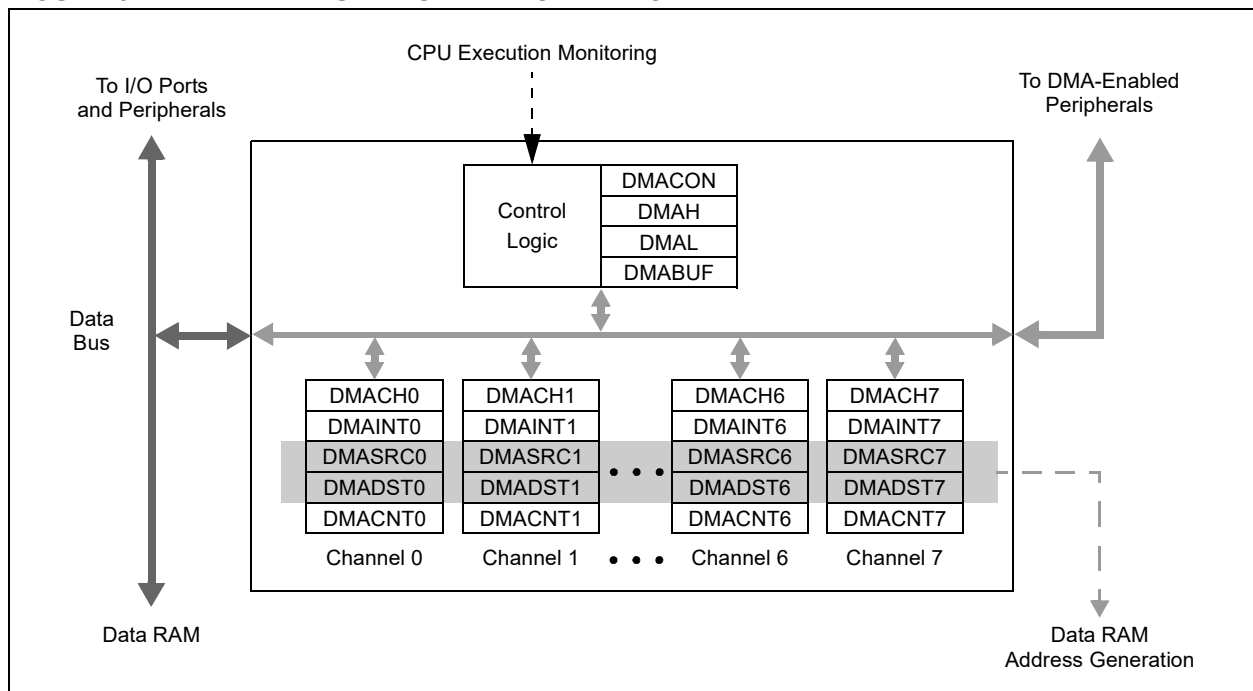 CPU Execution Monitoring
To I/O Ports
and Peripherals
To DMA-Enabled
Peripherals
Control
Logic
DMACON
DMAH
DMAL
DMABUF
Data
Bus
DMACH0
DMAINT0
DMASRC0
DMADST0
DMACNT0
Channel 0
DMACH1
DMAINT1
DMASRC1
DMADST1
DMACNT1
Channel 1
DMACH6
DMAINT6
DMASRC6
DMADST6
DMACNT6
Channel 6
DMACH7
DMAINT7
DMASRC7
DMADST7
DMACNT7
Channel 7
Data RAM
Data RAM
Address Generation